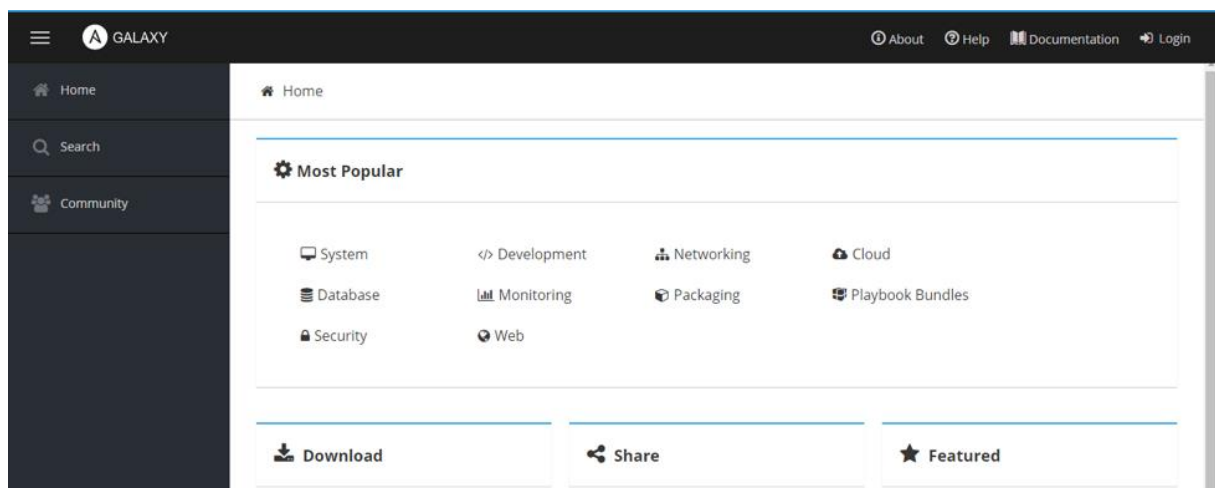 GALAXY
About Help Documentation Login
Home
Search
Community
Home
Most Popular
System Development Networking Cloud
Database Monitoring Packaging Playbook Bundles
Security Web
Download Share Featured